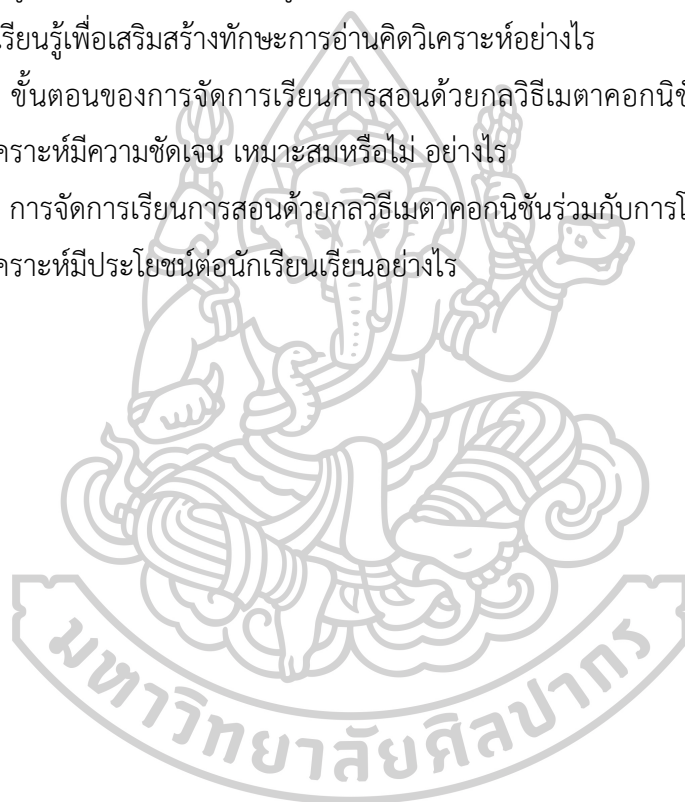 เรียนรู้เพื่อเสริมสร้างทักษะการอ่านคิดวิเคราะห์อย่างไร
ขั้นตอนของการจัดการเรียนการสอนด้วยกลวิธีเมตาคอกนิชั
คราะห์มีความชัดเจน เหมาะสมหรือไม่ อย่างไร
การจัดการเรียนการสอนด้วยกลวิธีเมตาคอกนิชันร่วมกับการโ
คราะห์มีประโยชน์ต่อนักเรียนเรียนอย่างไร
มหาวิทยาลัยศิลปากร